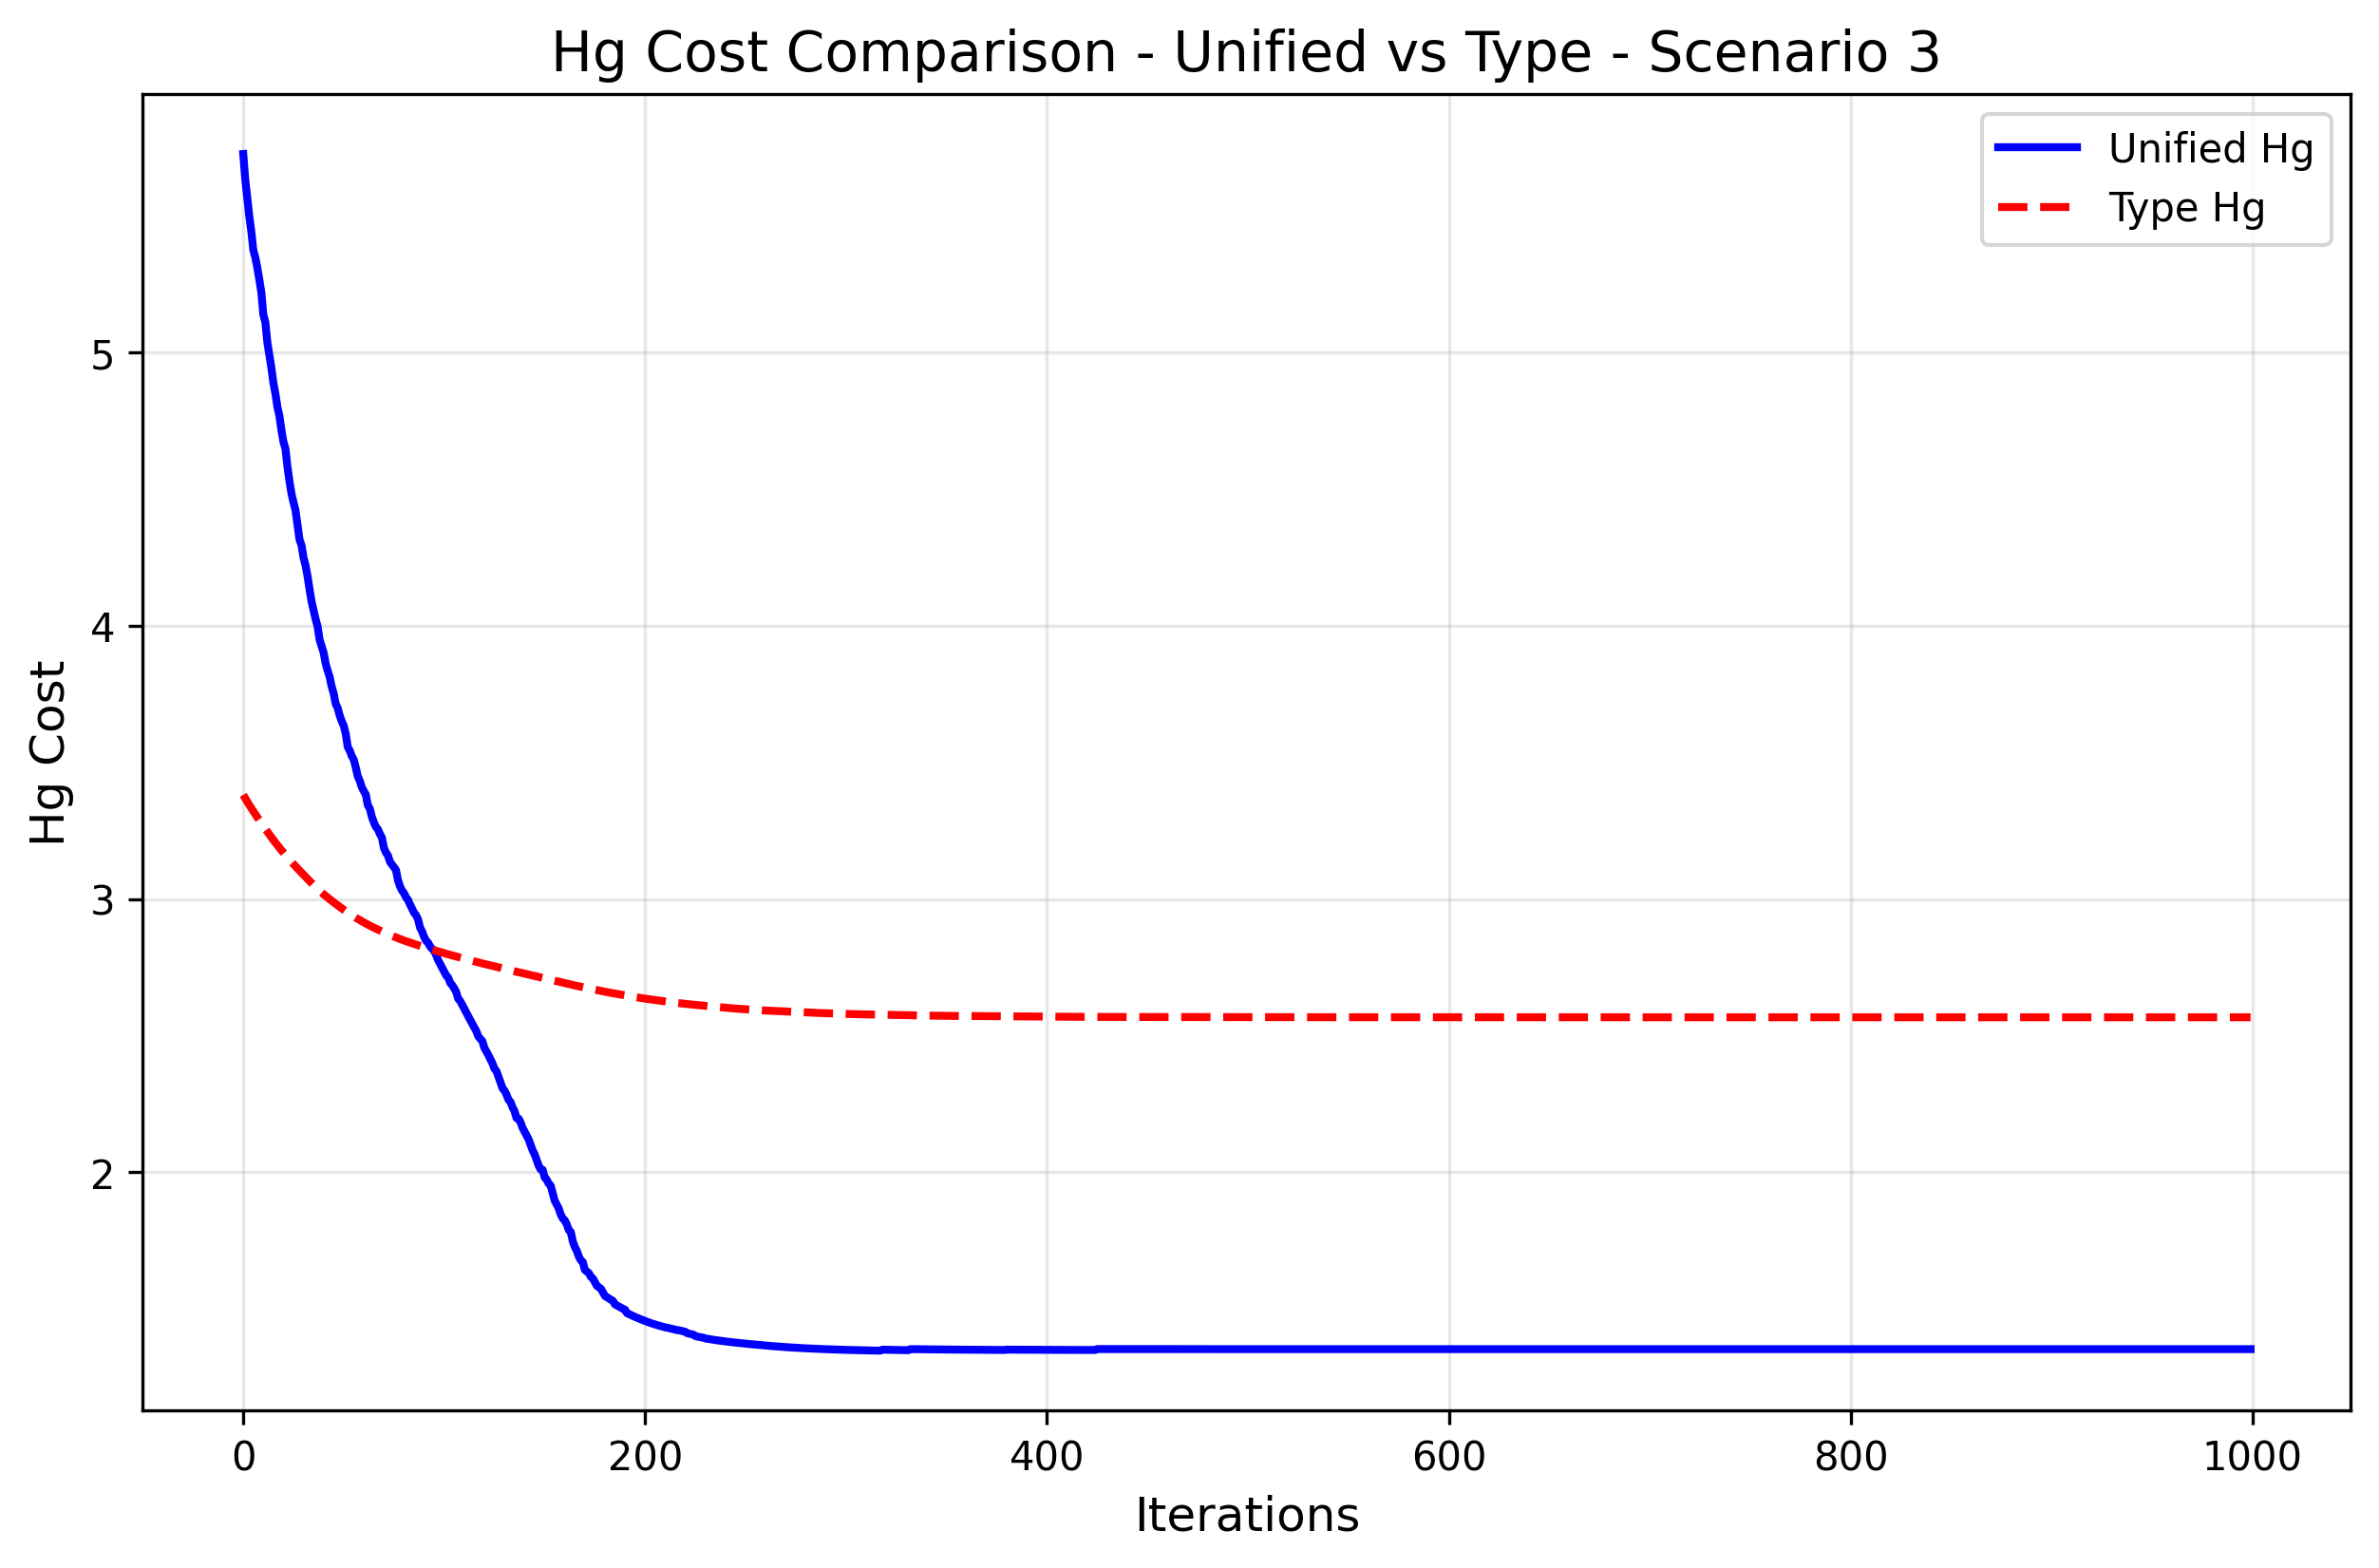 Hg Cost Comparison - Unified vs Type - Scenario 3
Unified Hg
Type Hg
Hg Cost
5
4
3
2
0 200 400 600 800 1000
Iterations